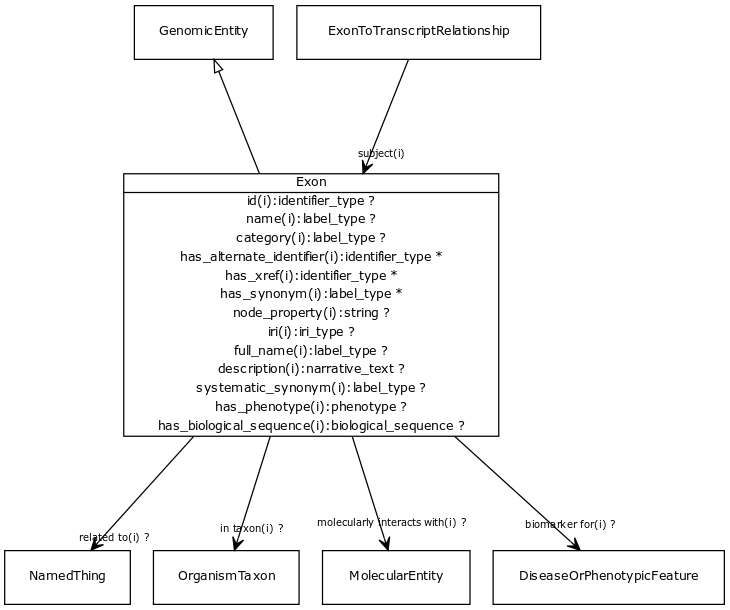 GenomicEntity
ExonToTranscriptRelationship
subject(i)
Exon
id(i):identifier_type ?
name(i):label_type ?
category(i):label_type ?
has_alternate_identifier(i):identifier_type *
has_xref(i):identifier_type *
has_synonym(i):label_type *
node_property(i):string ?
iri(i):iri_type ?
full_name(i):label_type ?
description(i):narrative_text ?
systematic_synonym(i):label_type ?
has_phenotype(i):phenotype ?
has_biological_sequence(i):biological_sequence ?
related to(i) ?
in taxon(i) ?
molecularly interacts with(i) ?
biomarker for(i) ?
NamedThing
OrganismTaxon
MolecularEntity
DiseaseOrPhenotypicFeature